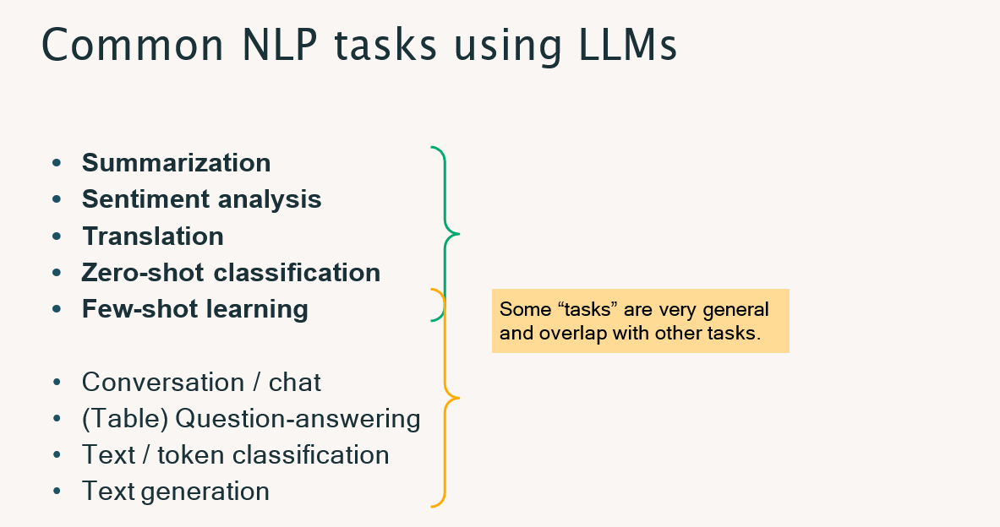 Common NLP tasks using LLMs
• Summarization
• Sentiment analysis
• Translation
• Zero-shot classification
• Few-shot learning
• Conversation / chat
• (Table) Question-answering
• Text / token classification
• Text generation
Some “tasks” are very general
and overlap with other tasks.